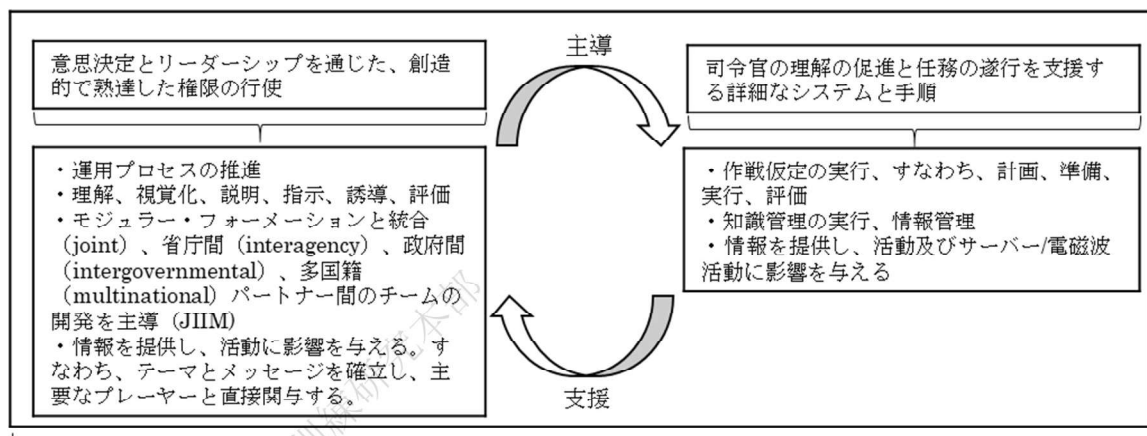 主導
意思決定とリーダーシップを通じた、創造
的で熟達した権限の行使
司令官の理解の促進と任務の遂行を支援す
る詳細なシステムと手順
・運用プロセスの推進
・理解、視覚化、説明、指示、誘導、評価
・モジュラー・フォーメーションと統合
（joint）、省庁間（interagency）、政府間
（intergovernmental）、多国籍
（multinational）パートナー間のチームの
開発を主導（JIIM)
・情報を提供し、活動に影響を与える。す
なわち、テーマとメッセージを確立し、主
要なプレーヤーと直接関与する。
・作戦仮定の実行、すなわち、計画、準備、
実行、評価
・知識管理の実行、情報管理
・情報を提供し、活動及びサーバー/電磁波
活動に影響を与える
支援
訓練研究本部